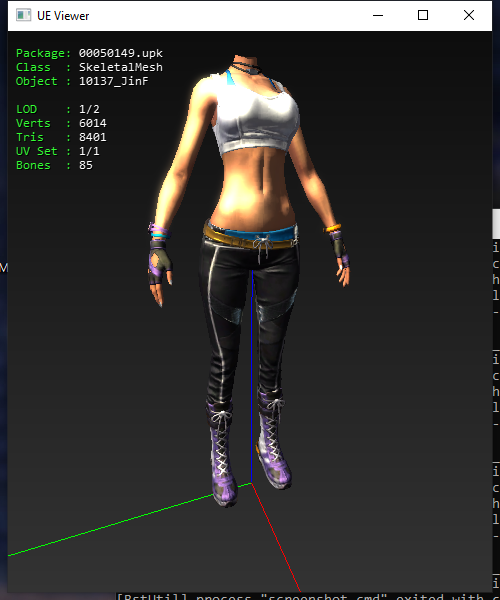 UE Viewer
Package: 00050149.upk
Class  : SkeletalMesh
Object : 10137_JinF
LOD    : 1/2
Verts  : 6014
Tris   : 8401
UV Set : 1/1
Bones  : 85
M
i
c
h
l
-
i
c
h
l
-
i
c
h
l
-
i
[BstUtil] process "screenshot.cmd" exited with c